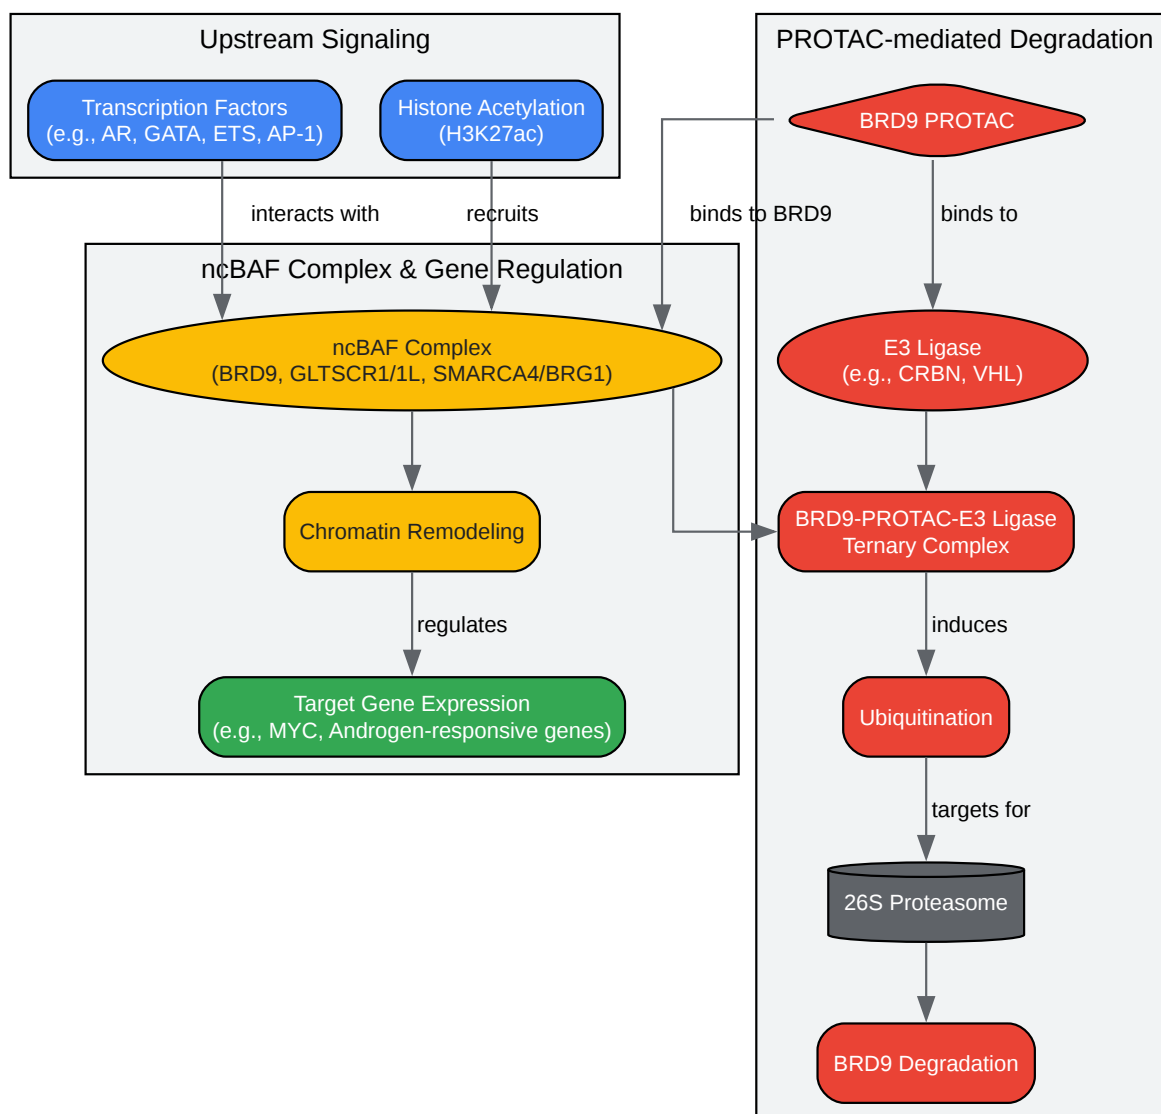 Upstream Signaling
Transcription Factors
(e.g., AR, GATA, ETS, AP-1)
Histone Acetylation
(H3K27ac)
PROTAC-mediated Degradation
BRD9 PROTAC
interacts with
recruits
binds to BRD9
binds to
ncBAF Complex & Gene Regulation
ncBAF Complex
(BRD9, GLTSCR1/1L, SMARCA4/BRG1)
E3 Ligase
(e.g., CRBN, VHL)
Chromatin Remodeling
BRD9-PROTAC-E3 Ligase
Ternary Complex
regulates
induces
Target Gene Expression
(e.g., MYC, Androgen-responsive genes)
Ubiquitination
targets for
26S Proteasome
BRD9 Degradation